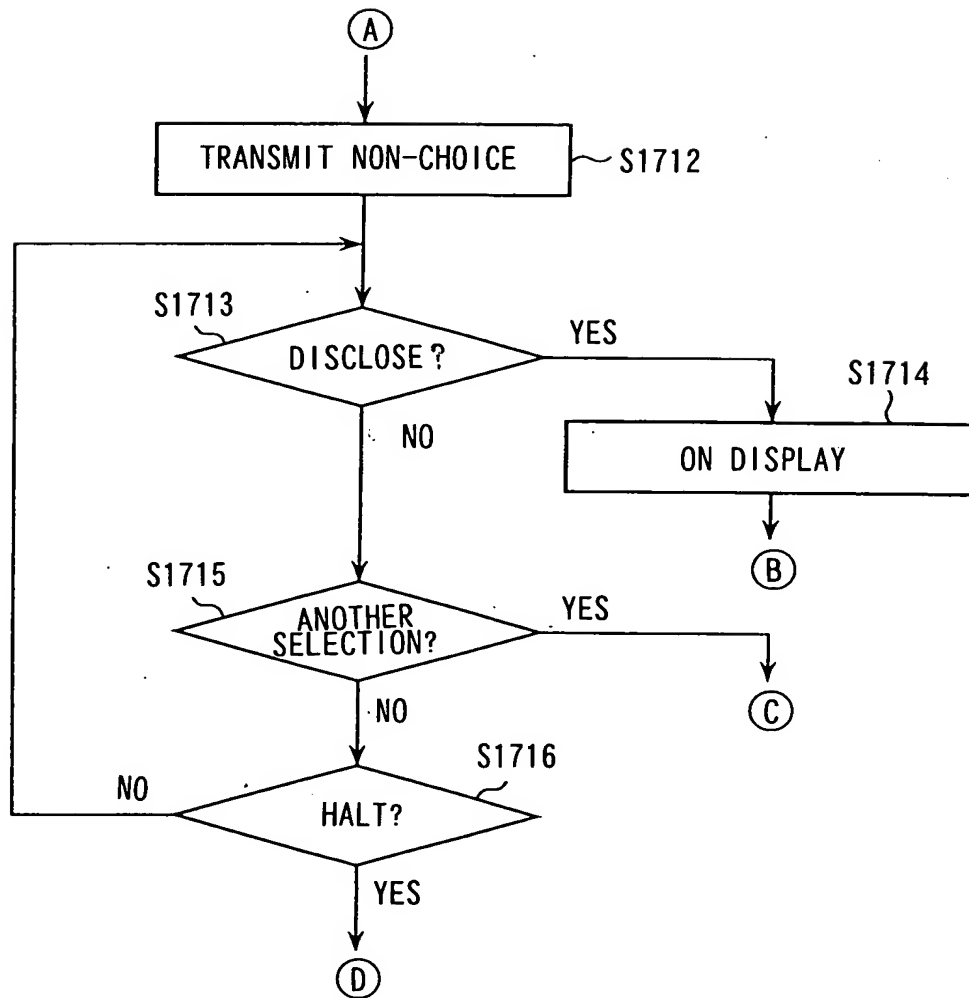 A
TRANSMIT NON-CHOICE
S1712
S1713
DISCLOSE?
YES
S1714
NO
ON DISPLAY
B
S1715
ANOTHER
SELECTION?
YES
C
NO
S1716
NO
HALT?
YES
D